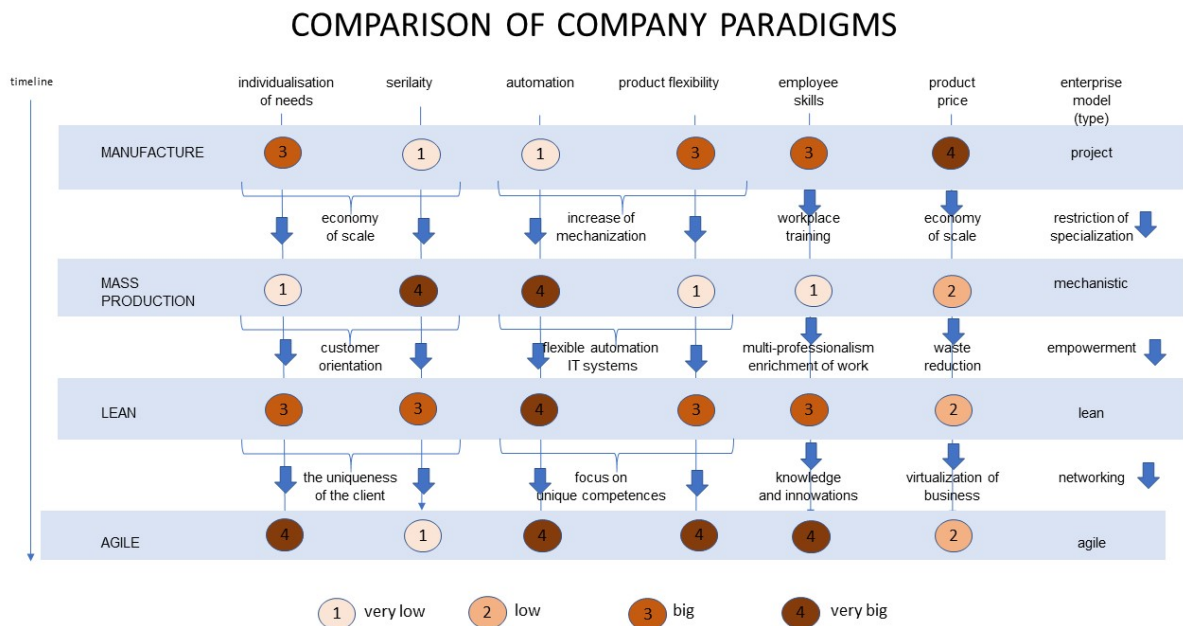 COMPARISON OF COMPANY PARADIGMS
timeline
individualisation
of needs
serilaity
automation
product flexibility
employee
skills
product
price
enterprise
model
(type)
MANUFACTURE
3
1
1
3
3
4
project
economy
of scale
increase of
mechanization
workplace
training
economy
of scale
restriction of
specialization
MASS
PRODUCTION
1
4
4
1
1
2
mechanistic
customer
orientation
flexible automation
IT systems
multi-professionalism
enrichment of work
waste
reduction
empowerment
LEAN
3
3
4
3
3
2
lean
the uniqueness
of the client
focus on
unique competences
knowledge
and innowations
virtualization of
business
networking
AGILE
4
1
4
4
4
2
agile
1 very low
2 low
3 big
4 very big